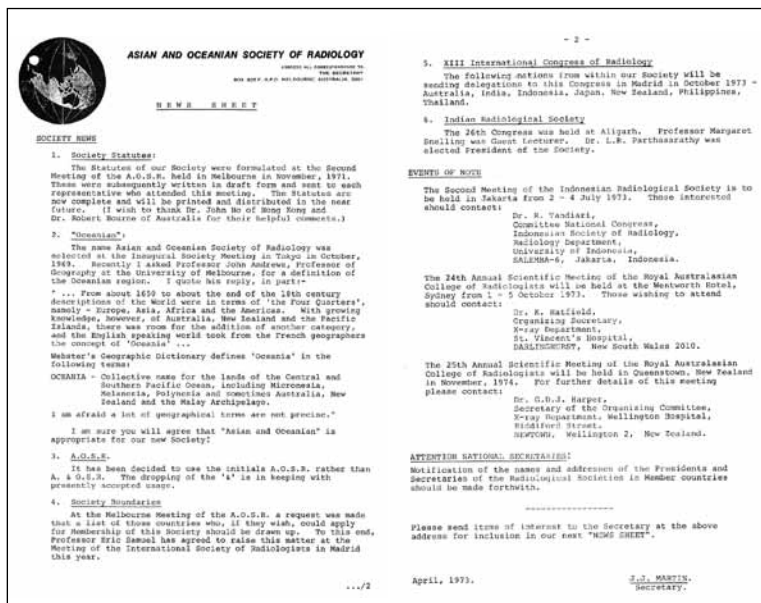 ASIAN AND OCEANIAN SOCIETY OF RADIOLOGY
ADDRESS ALL CORRESPONDENCE TO
THE SECRETARY
BOX 805 F, G.P.O. MELBOURNE, AUSTRALIA, 3001
NEWS SHEET
SOCIETY NEWS
1. Society Statutes:
The Statutes of our Society were formulated at the Second
Meeting of the A.O.S.R. held in Melbourne in November, 1971.
These were subsequently written in draft form and sent to each
representative who attended this meeting. The Statutes are
now complete and will be printed and distributed in the near
future. (I wish to thank Dr. John Ho of Hong Kong and
Dr. Robert Bourne of Australia for their helpful comments.)
2. "Oceanian":
The name Asian and Oceanian Society of Radiology was
selected at the Inaugural Society Meeting in Tokyo in October,
1969. Recently I asked Professor John Andrews, Professor of
Geography at the University of Melbourne, for a definition of
the Oceanian region. I quote his reply, in part:-
" ... From about 1650 to about the end of the 18th century
descriptions of the World were in terms of 'the Four Quarters',
namely - Europe, Asia, Africa and the Americas. With growing
knowledge, however, of Australia, New Zealand and the Pacific
Islands, there was room for the addition of another category,
and the English speaking world took from the French geographers
the concept of 'Oceania' ...
Webster's Geographic Dictionary defines 'Oceania' in the
following terms:
OCEANIA - Collective name for the lands of the Central and
Southern Pacific Ocean, including Micronesia,
Melanesia, Polynesia and sometimes Australia, New
Zealand and the Malay Archipelago.
I am afraid a lot of geographical terms are not precise."
I am sure you will agree that "Asian and Oceanian" is
appropriate for our new Society!
3. A.O.S.R.
It has been decided to use the initials A.O.S.R. rather than
A. & O.S.R. The dropping of the '&' is in keeping with
presently accepted usage.
4. Society Boundaries
At the Melbourne Meeting of the A.O.S.R. a request was made
that a list of those countries who, if they wish, could apply
for Membership of this Society should be drawn up. To this end,
Professor Eric Samuel has agreed to raise this matter at the
Meeting of the International Society of Radiologists in Madrid
this year.
.../2
- 2 -
5. XIII International Congress of Radiology
The following nations from within our Society will be
sending delegations to this Congress in Madrid in October 1973 -
Australia, India, Indonesia, Japan, New Zealand, Philippines,
Thailand.
6. Indian Radiological Society
The 26th Congress was held at Aligarh. Professor Margaret
Snelling was Guest Lecturer. Dr. L.R. Parthasarathy was
elected President of the Society.
EVENTS OF NOTE
The Second Meeting of the Indonesian Radiological Society is to
be held in Jakarta from 2 - 4 July 1973. Those interested
should contact:
Dr. R. Yandiari,
Committee National Congress,
Indonesian Society of Radiology,
Radiology Department,
University of Indonesia,
SALEMBA-6, Jakarta, Indonesia.
The 24th Annual Scientific Meeting of the Royal Australasian
College of Radiologists will be held at the Wentworth Hotel,
Sydney from 1 - 5 October 1973. Those wishing to attend
should contact:
Dr. K. Hatfield,
Organizing Secretary,
X-ray Department,
St. Vincent's Hospital,
DARLINGHURST, New South Wales 2010.
The 25th Annual Scientific Meeting of the Royal Australasian
College of Radiologists will be held in Queenstown, New Zealand
in November, 1974. For further details of this meeting
please contact:
Dr. G.D.J. Harper,
Secretary of the Organising Committee,
X-ray Department, Wellington Hospital,
Riddiford Street,
NEWTOWN, Wellington 2, New Zealand.
ATTENTION NATIONAL SECRETARIES!
Notification of the names and addresses of the Presidents and
Secretaries of the Radiological Societies in Member countries
should be made forthwith.
-----------------
Please send items of interest to the Secretary at the above
address for inclusion in our next "NEWS SHEET".
April, 1973.
J.J. MARTIN.
Secretary.